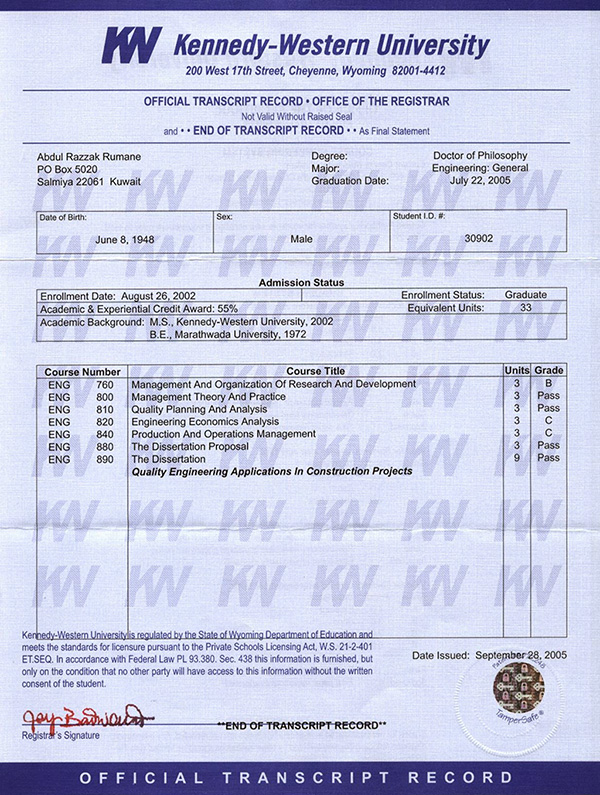 KW Kennedy-Western University
200 West 17th Street, Cheyenne, Wyoming 82001-4412
OFFICIAL TRANSCRIPT RECORD • OFFICE OF THE REGISTRAR
Not Valid Without Raised Seal
and • • END OF TRANSCRIPT RECORD • • As Final Statement
Abdul Razzak Rumane Degree: Doctor of Philosophy
PO Box 5020 Major: Engineering: General
Salmiya 22061 Kuwait Graduation Date: July 22, 2005
Date of Birth: Sex: Student I.D. #:
June 8, 1948 Male 30902
Admission Status
Enrollment Date: August 26, 2002 Enrollment Status: Graduate
Academic & Experiential Credit Award: 55% Equivalent Units: 33
Academic Background: M.S., Kennedy-Western University, 2002
B.E., Marathwada University, 1972
Course Number Course Title Units Grade
ENG 760 Management And Organization Of Research And Development 3 B
ENG 800 Management Theory And Practice 3 Pass
ENG 810 Quality Planning And Analysis 3 Pass
ENG 820 Engineering Economics Analysis 3 C
ENG 840 Production And Operations Management 3 C
ENG 880 The Dissertation Proposal 3 Pass
ENG 890 The Dissertation 9 Pass
Quality Engineering Applications In Construction Projects
Kennedy-Western University is regulated by the State of Wyoming Department of Education and
meets the standards for licensure pursuant to the Private Schools Licensing Act, W.S. 21-2-401
ET.SEQ. In accordance with Federal Law PL 93.380. Sec. 438 this information is furnished, but
only on the condition that no other party will have access to this information without the written
consent of the student.
Date Issued: September 28, 2005
TamperSafe®
**END OF TRANSCRIPT RECORD**
Registrar's Signature
OFFICIAL TRANSCRIPT RECORD